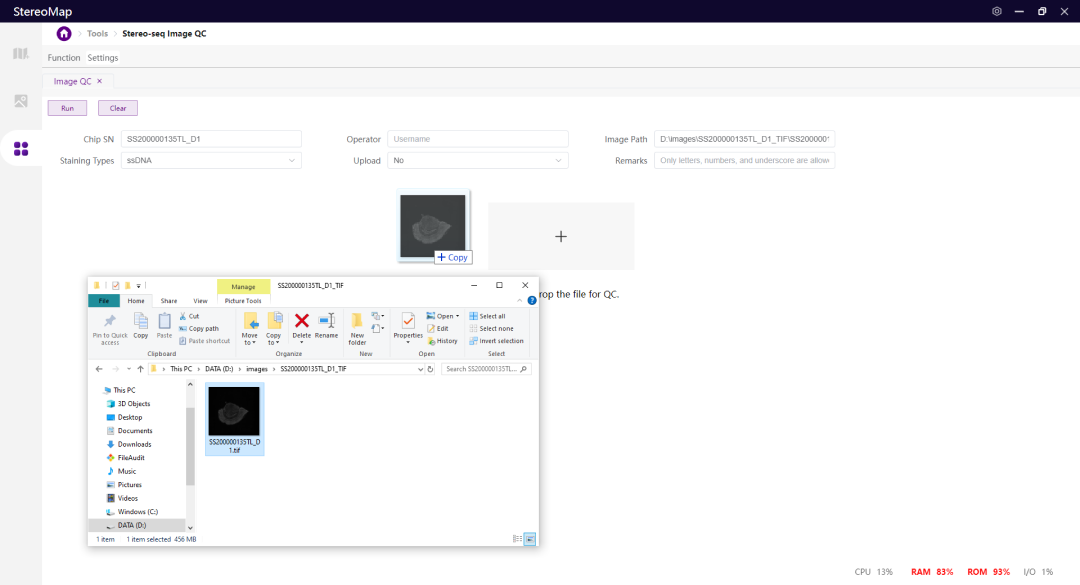 StereoMap
Tools > Stereo-seq Image QC
Function Settings
Image QC ×
Run Clear
Chip SN SS200000135TL_D1 Operator Username Image Path D:\images\SS200000135TL_D1_TIF\SS200000
Staining Types ssDNA Upload No Remarks Only letters, numbers, and underscore are allow
+ Copy
rop the file for QC.
Manage SS200000135TL_D1_TIF
File Home Share View Picture Tools
Pin to Quick access Copy Paste Cut Copy path Paste shortcut
Move to Copy to Delete Rename New folder Properties Open Edit History
Select all Select none Invert selection
Clipboard Organize New Open Select
This PC > DATA (D:) > images > SS200000135TL_D1_TIF Search SS200000135TL...
This PC
3D Objects
Desktop
Documents
Downloads
FileAudit
Music
Pictures
Videos
Windows (C:)
DATA (D:)
SS200000135TL_D
1.tif
1 item 1 item selected 456 MB
CPU 13% RAM 83% ROM 93% I/O 1%